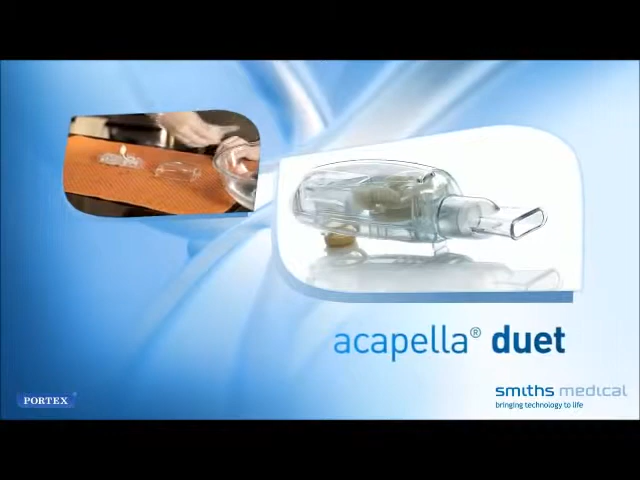 acapella® duet
smiths medical
bringing technology to life
PORTEX